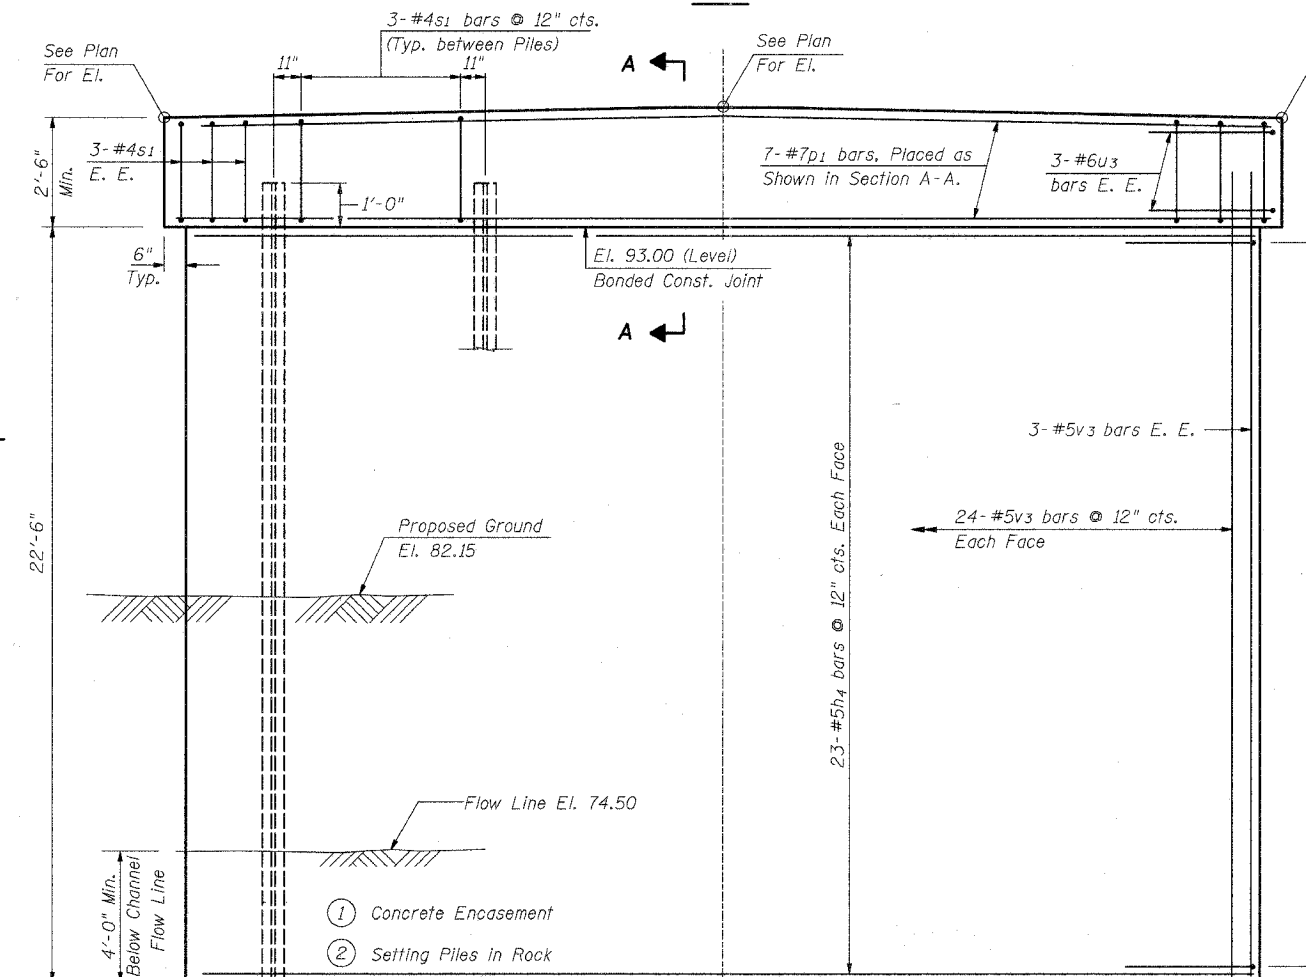 3-#4s1 bars @ 12" cts.
(Typ. between Piles)
See Plan
For El.
11"
11"
A
See Plan
For El.
3-#4s1
E. E.
2'-6"
Min.
1'-0"
7-#7p1 bars, Placed as
Shown in Section A-A.
3-#6u3
bars E. E.
6"
Typ.
El. 93.00 (Level)
Bonded Const. Joint
A
3-#5v3 bars E. E.
23-#5h4 bars @ 12" cts. Each Face
24-#5v3 bars @ 12" cts.
Each Face
22'-6"
Proposed Ground
El. 82.15
Flow Line El. 74.50
4'-0" Min.
Below Channel
Flow Line
1 Concrete Encasement
2 Setting Piles in Rock